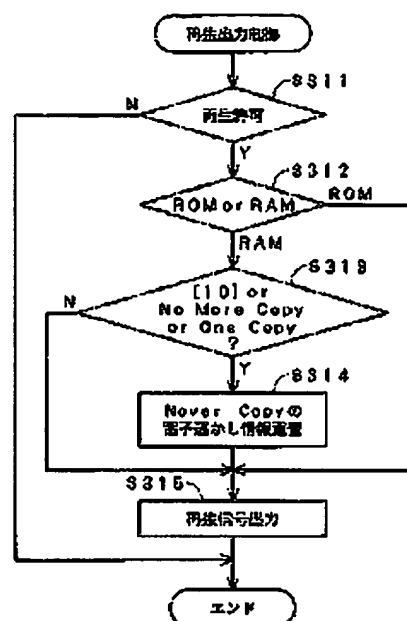 再生出力制御
S311
N
再生許可
Y
S312
ROM or RAM
ROM
RAM
S313
[10] or
No More Copy
or One Copy
?
N
Y
S314
Never Copyの
電子透かし情報重畳
S315
再生信号出力
エンド